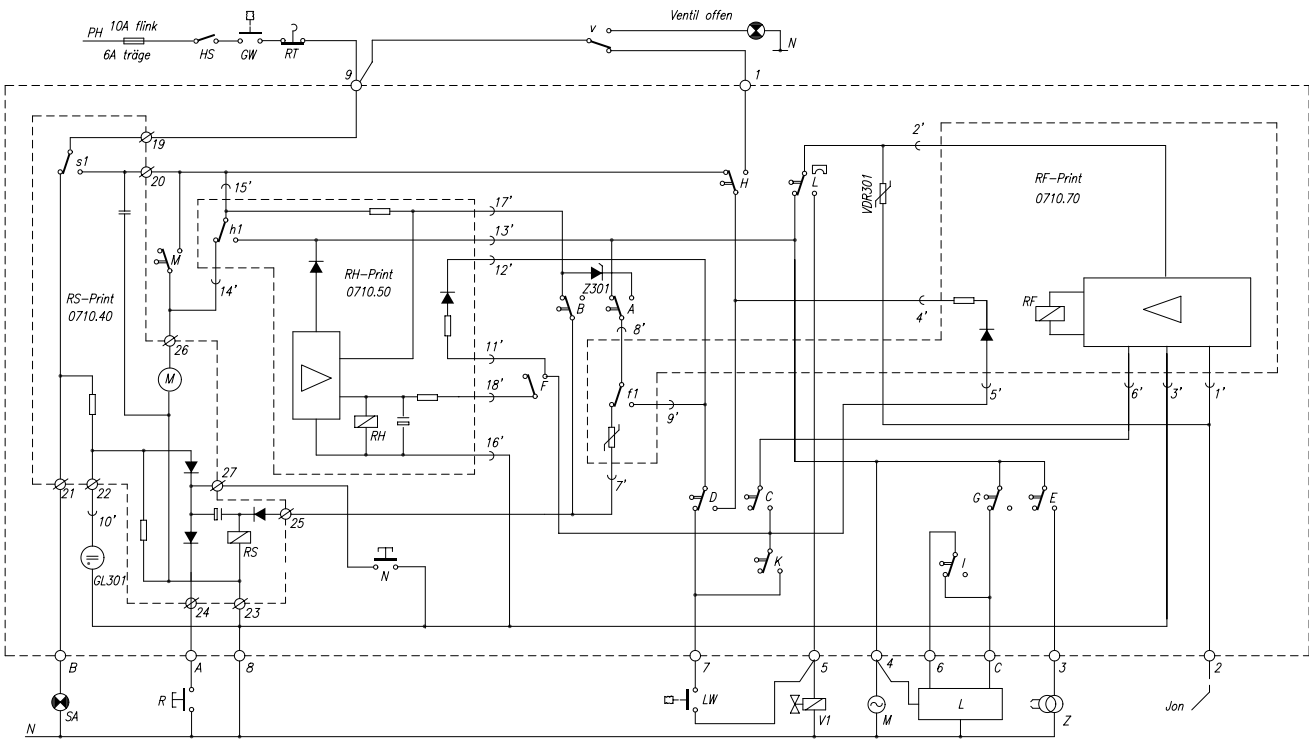 PH
10A flink
6A träge
HS
GW
RT
v
Ventil offen
N
9
1
19
s1
20
15'
h1
17'
13'
12'
H
L
2'
VDR301
RF-Print
0710.70
RS-Print
0710.40
M
14'
RH-Print
0710.50
Z301
B
A
8'
4'
RF
26
M
11'
18'
F
f1
9'
5'
6'
3'
1'
RH
16'
7'
21
22
27
10'
25
D
C
G
E
GL301
RS
N
K
I
24
23
B
A
8
7
5
4
6
C
3
2
SA
R
LW
V1
M
L
Z
Jon
N